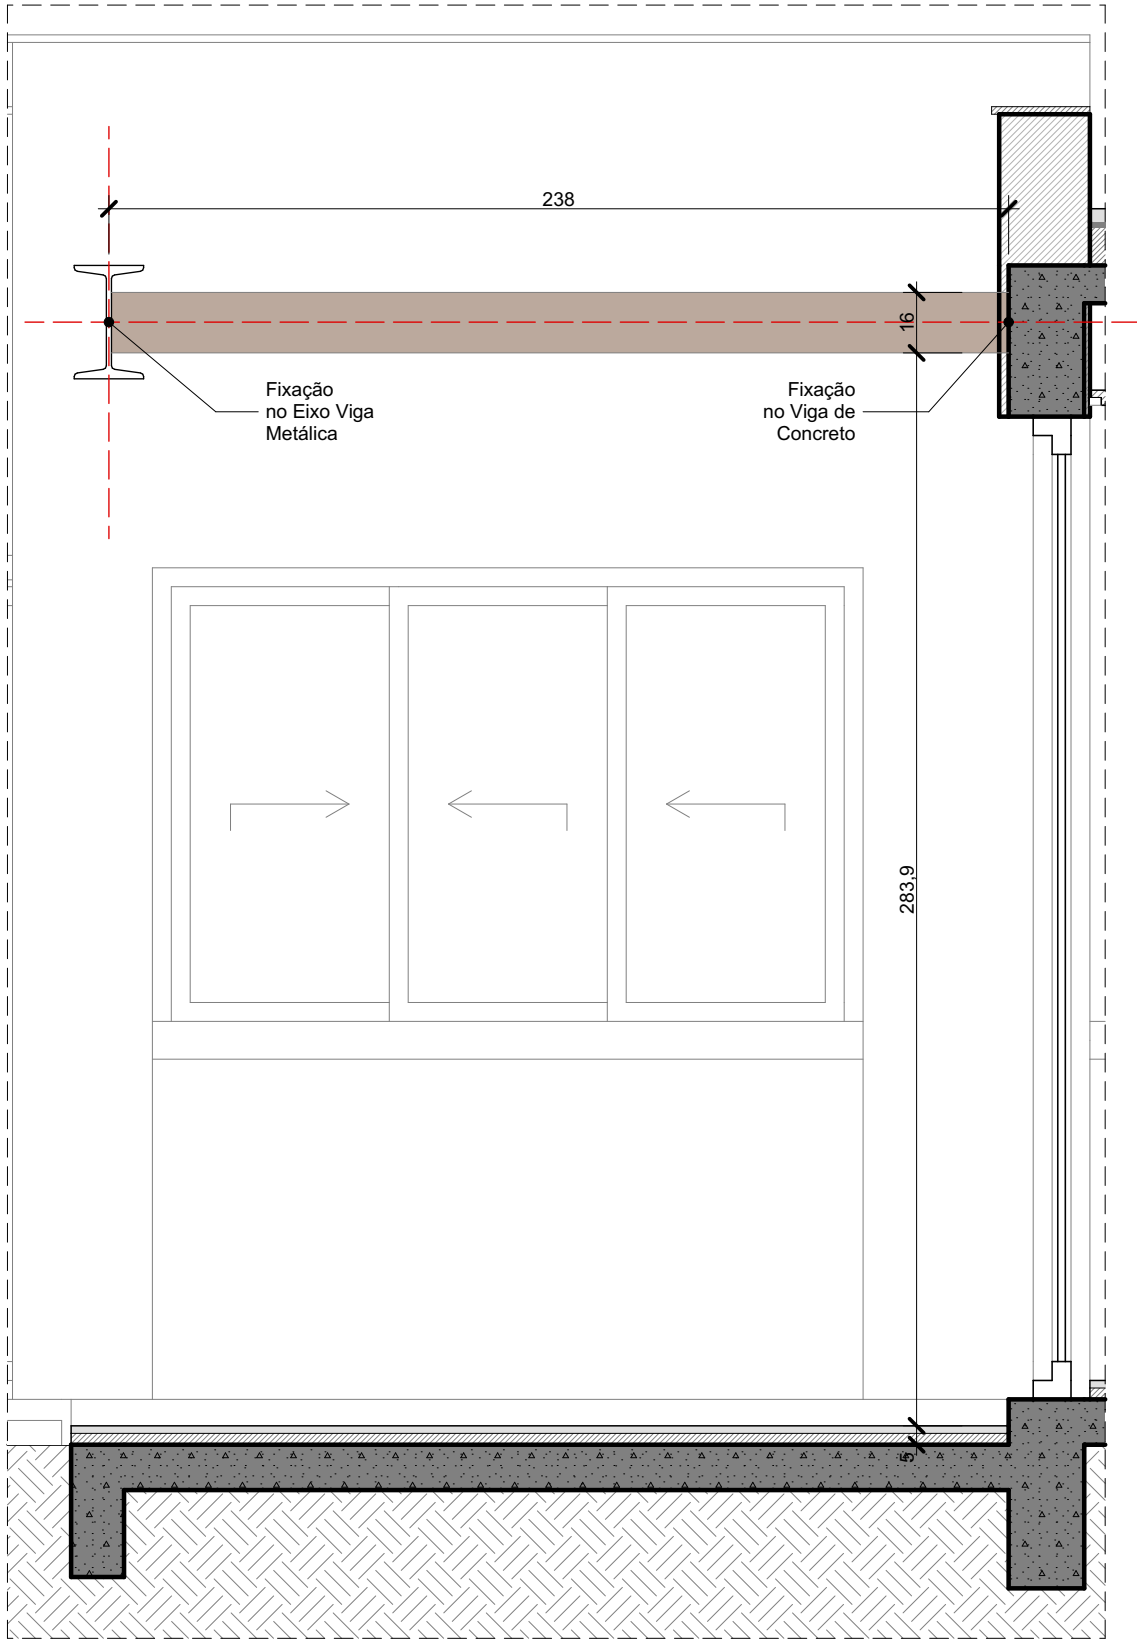 238
16
Fixação
no Eixo Viga
Metálica
Fixação
no Viga de
Concreto
283,9
5